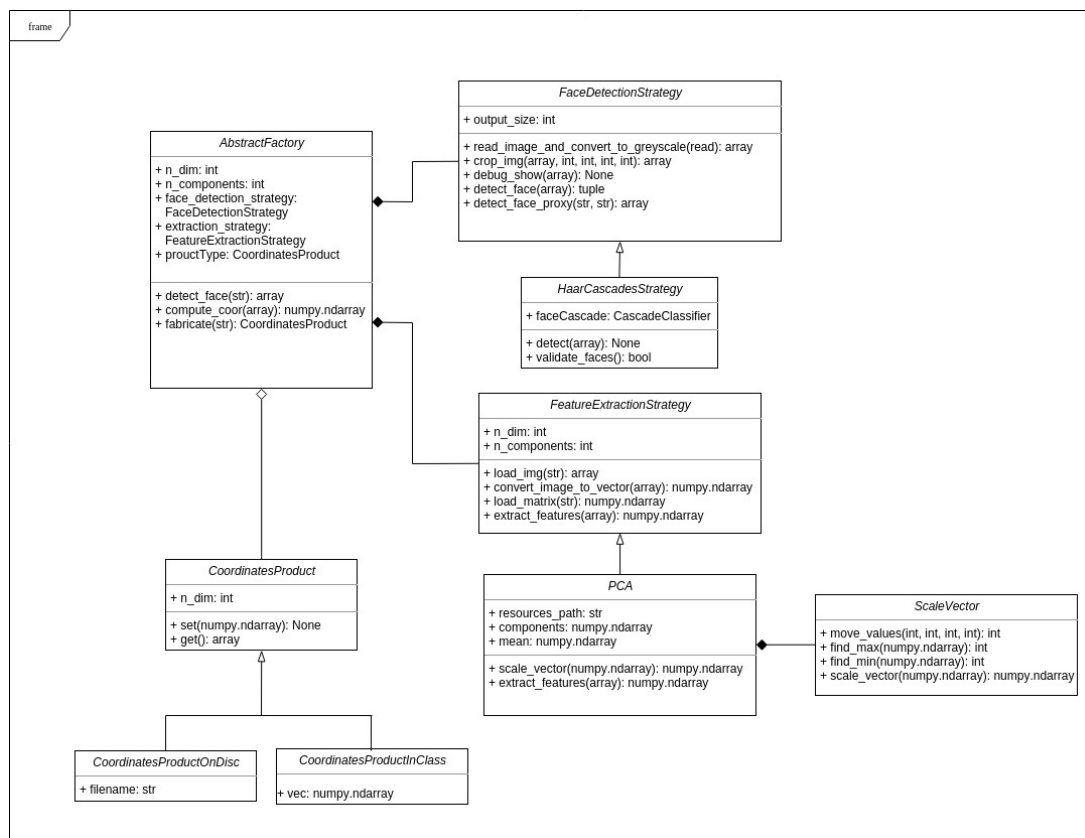 frame
FaceDetectionStrategy
+ output_size: int
+ read_image_and_convert_to_greyscale(read): array
+ crop_img(array, int, int, int, int): array
+ debug_show(array): None
+ detect_face(array): tuple
+ detect_face_proxy(str, str): array
AbstractFactory
+ n_dim: int
+ n_components: int
+ face_detection_strategy:
FaceDetectionStrategy
+ extraction_strategy:
FeatureExtractionStrategy
+ prouctType: CoordinatesProduct
+ detect_face(str): array
+ compute_coor(array): numpy.ndarray
+ fabricate(str): CoordinatesProduct
HaarCascadesStrategy
+ faceCascade: CascadeClassifier
+ detect(array): None
+ validate_faces(): bool
FeatureExtractionStrategy
+ n_dim: int
+ n_components: int
+ load_img(str): array
+ convert_image_to_vector(array): numpy.ndarray
+ load_matrix(str): numpy.ndarray
+ extract_features(array): numpy.ndarray
CoordinatesProduct
+ n_dim: int
+ set(numpy.ndarray): None
+ get(): array
PCA
+ resources_path: str
+ components: numpy.ndarray
+ mean: numpy.ndarray
+ scale_vector(numpy.ndarray): numpy.ndarray
+ extract_features(array): numpy.ndarray
ScaleVector
+ move_values(int, int, int, int): int
+ find_max(numpy.ndarray): int
+ find_min(numpy.ndarray): int
+ scale_vector(numpy.ndarray): numpy.ndarray
CoordinatesProductOnDisc
+ filename: str
CoordinatesProductInClass
+ vec: numpy.ndarray